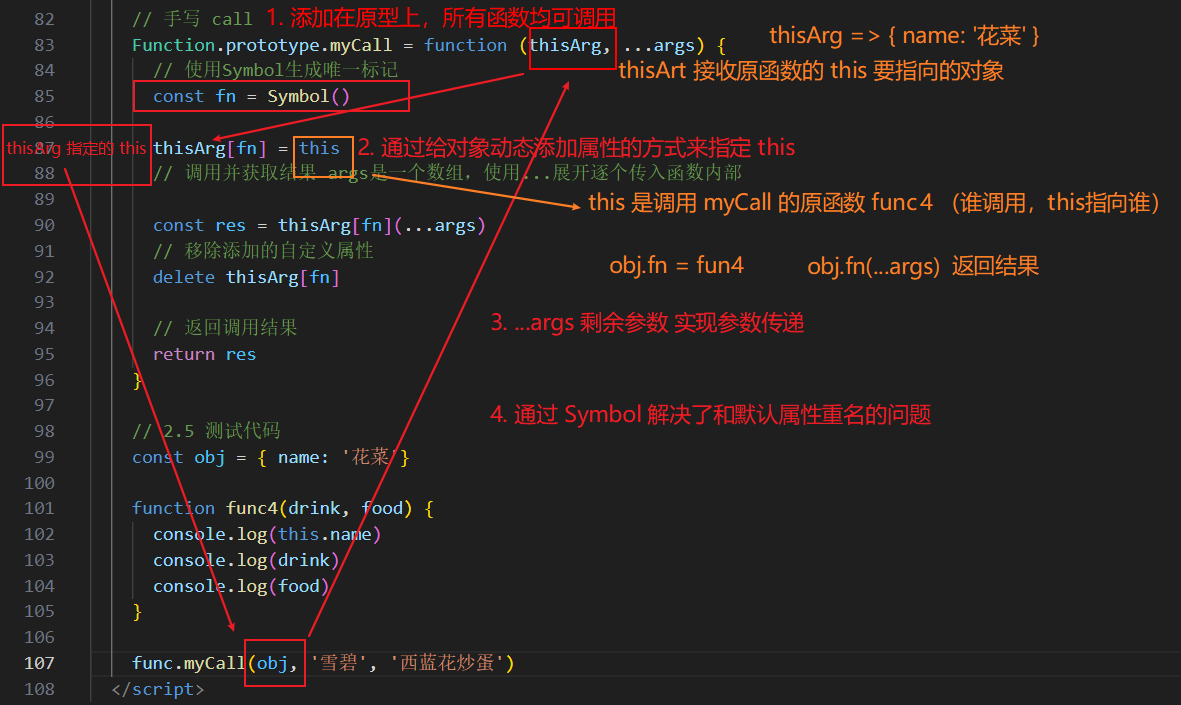 82 // 手写 call 1. 添加在原型上，所有函数均可调用
83 Function.prototype.myCall = function (thisArg, ...args) { thisArg => { name: '花菜' }
84 // 使用Symbol生成唯一标记 thisArt 接收原函数的 this 要指向的对象
85 const fn = Symbol()
86
87 thisArg[fn] = this 2. 通过给对象动态添加属性的方式来指定 this
thisArg 指定的 this
88 // 调用并获取结果 args是一个数组，使用...展开逐个传入函数内部
89 this 是调用 myCall 的原函数 func4 （谁调用，this指向谁）
90 const res = thisArg[fn](...args)
91 // 移除添加的自定义属性 obj.fn = fun4 obj.fn(...args) 返回结果
92 delete thisArg[fn]
93
94 // 返回调用结果 3. ...args 剩余参数 实现参数传递
95 return res
96 }
97 4. 通过 Symbol 解决了和默认属性重名的问题
98 // 2.5 测试代码
99 const obj = { name: '花菜' }
100
101 function func4(drink, food) {
102 console.log(this.name)
103 console.log(drink)
104 console.log(food)
105 }
106
107 func.myCall(obj, '雪碧', '西蓝花炒蛋')
108 </script>